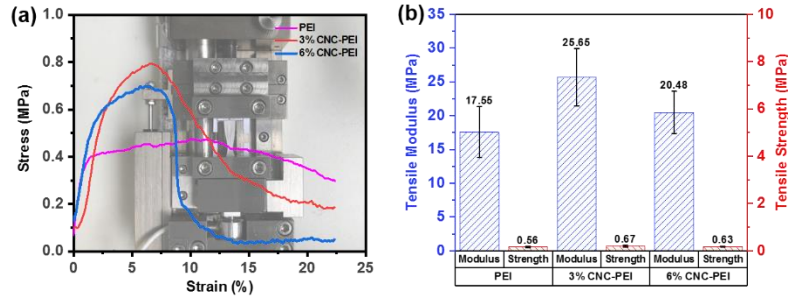 (a)
PEI
3% CNC-PEI
6% CNC-PEI
Stress (MPa)
1.0
0.8
0.6
0.4
0.2
0.0
0 5 10 15 20 25
Strain (%)
(b)
Tensile Modulus (MPa)
35
30
25
20
15
10
5
0
17.55
0.56
25.65
0.67
20.48
0.63
10
8
6
4
2
0
Tensile Strength (MPa)
Modulus Strength Modulus Strength Modulus Strength
PEI 3% CNC-PEI 6% CNC-PEI